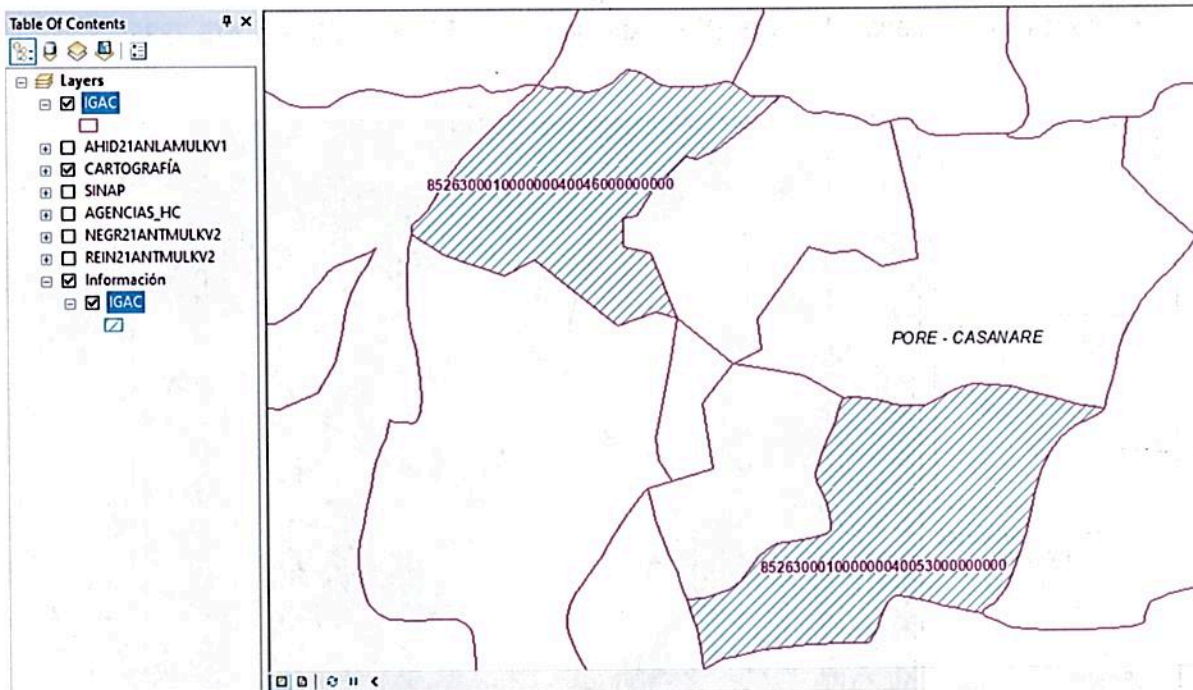 Table Of Contents
Layers
IGAC
AHID21ANLAMULKV1
CARTOGRAFÍA
SINAP
AGENCIAS_HC
NEGR21ANTMULKV2
REIN21ANTMULKV2
Información
IGAC
852630001000000040046000000000
PORE - CASANARE
852630001000000040053000000000